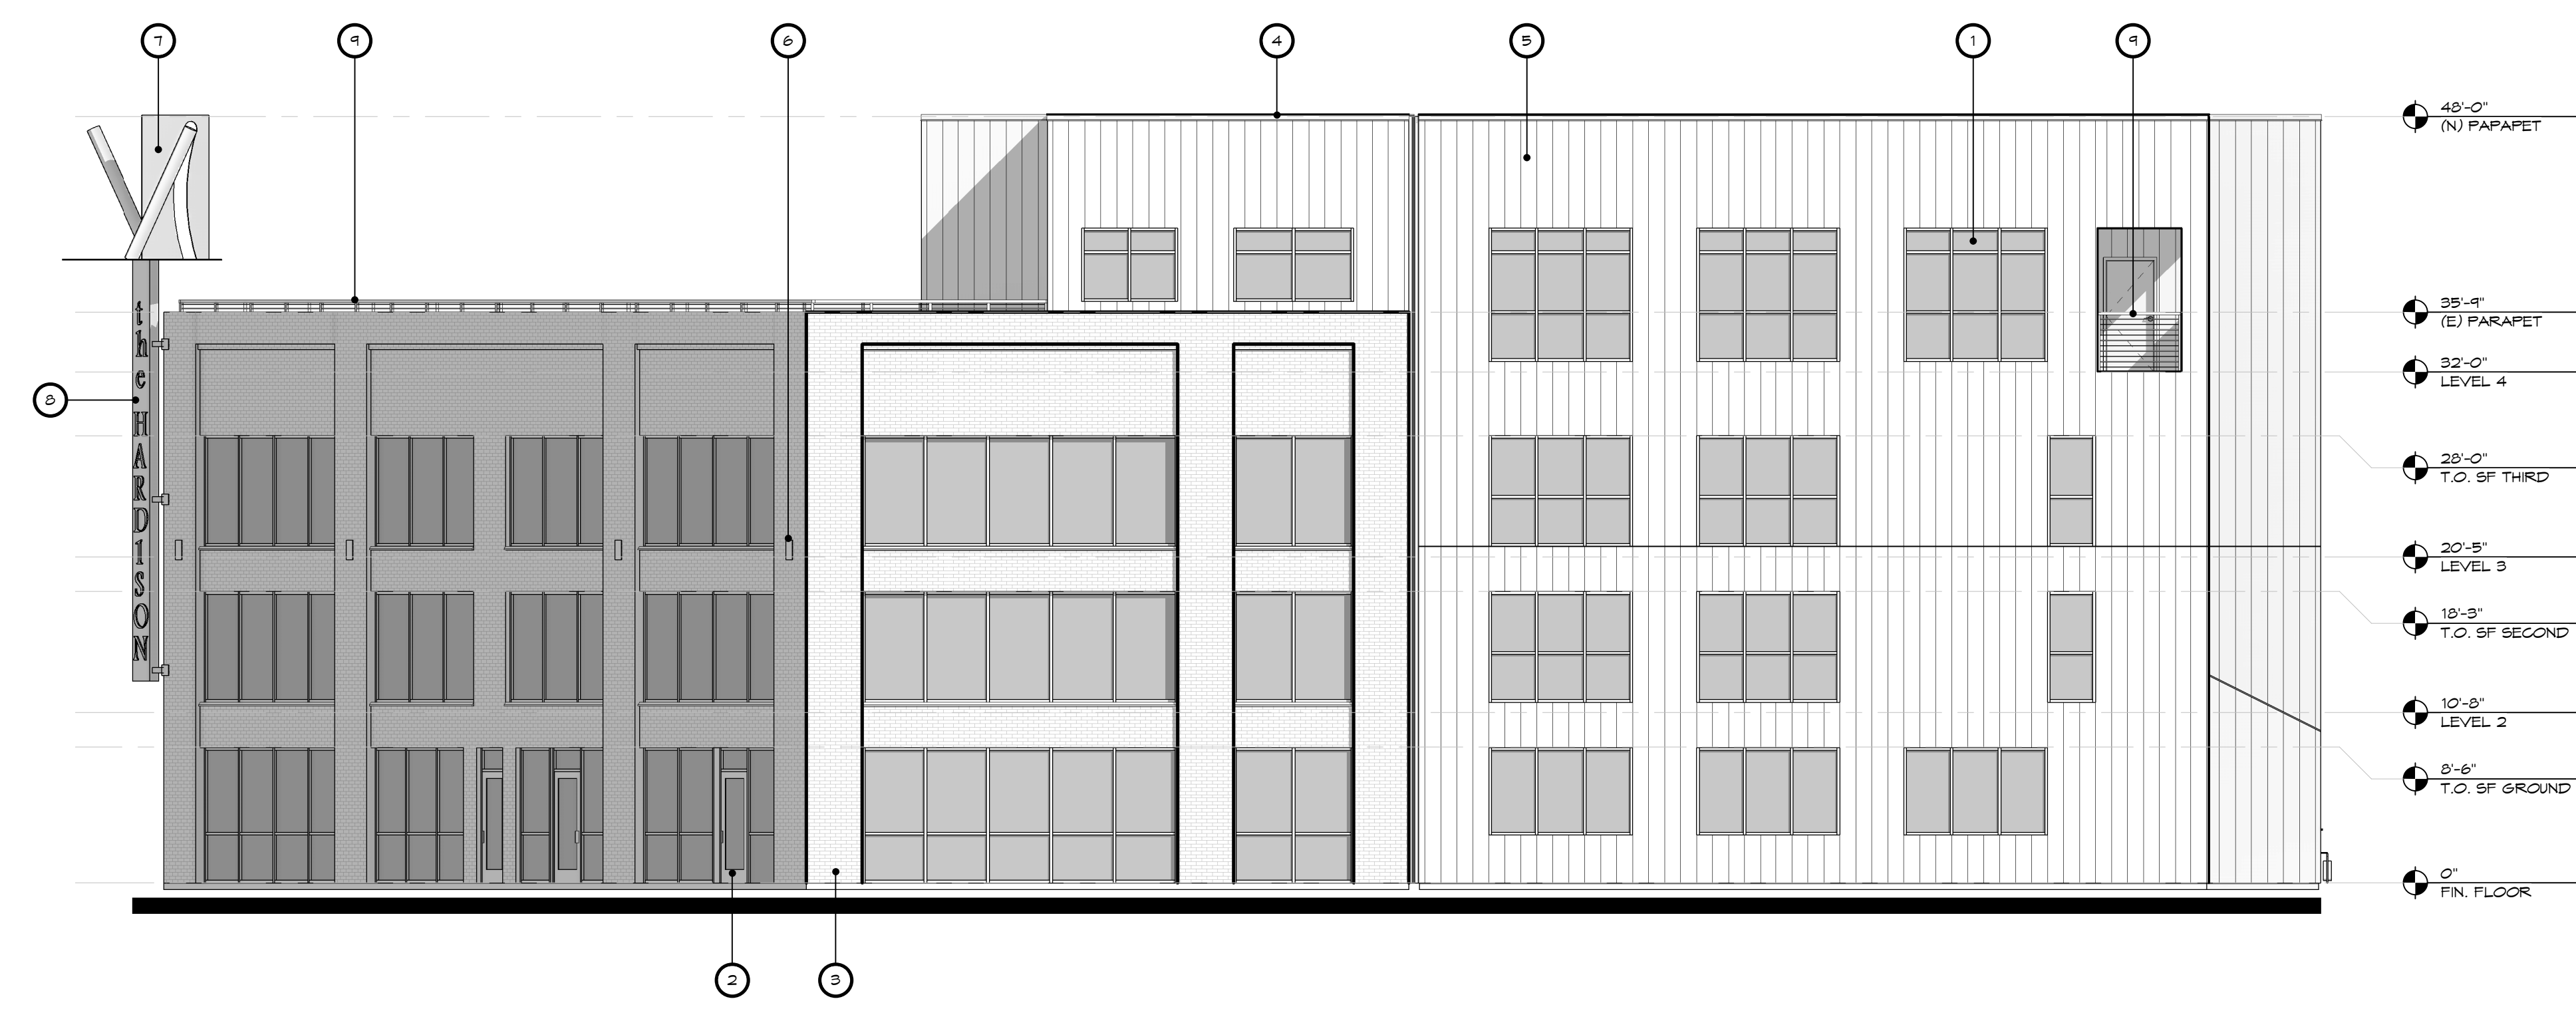 7
9
6
4
5
1
9
48'-0"
(N) PAPAPET
35'-9"
(E) PARAPET
8
the HARDISON
32'-0"
LEVEL 4
28'-0"
T.O. SF THIRD
20'-5"
LEVEL 3
18'-3"
T.O. SF SECOND
10'-8"
LEVEL 2
8'-6"
T.O. SF GROUND
0"
FIN. FLOOR
2
3